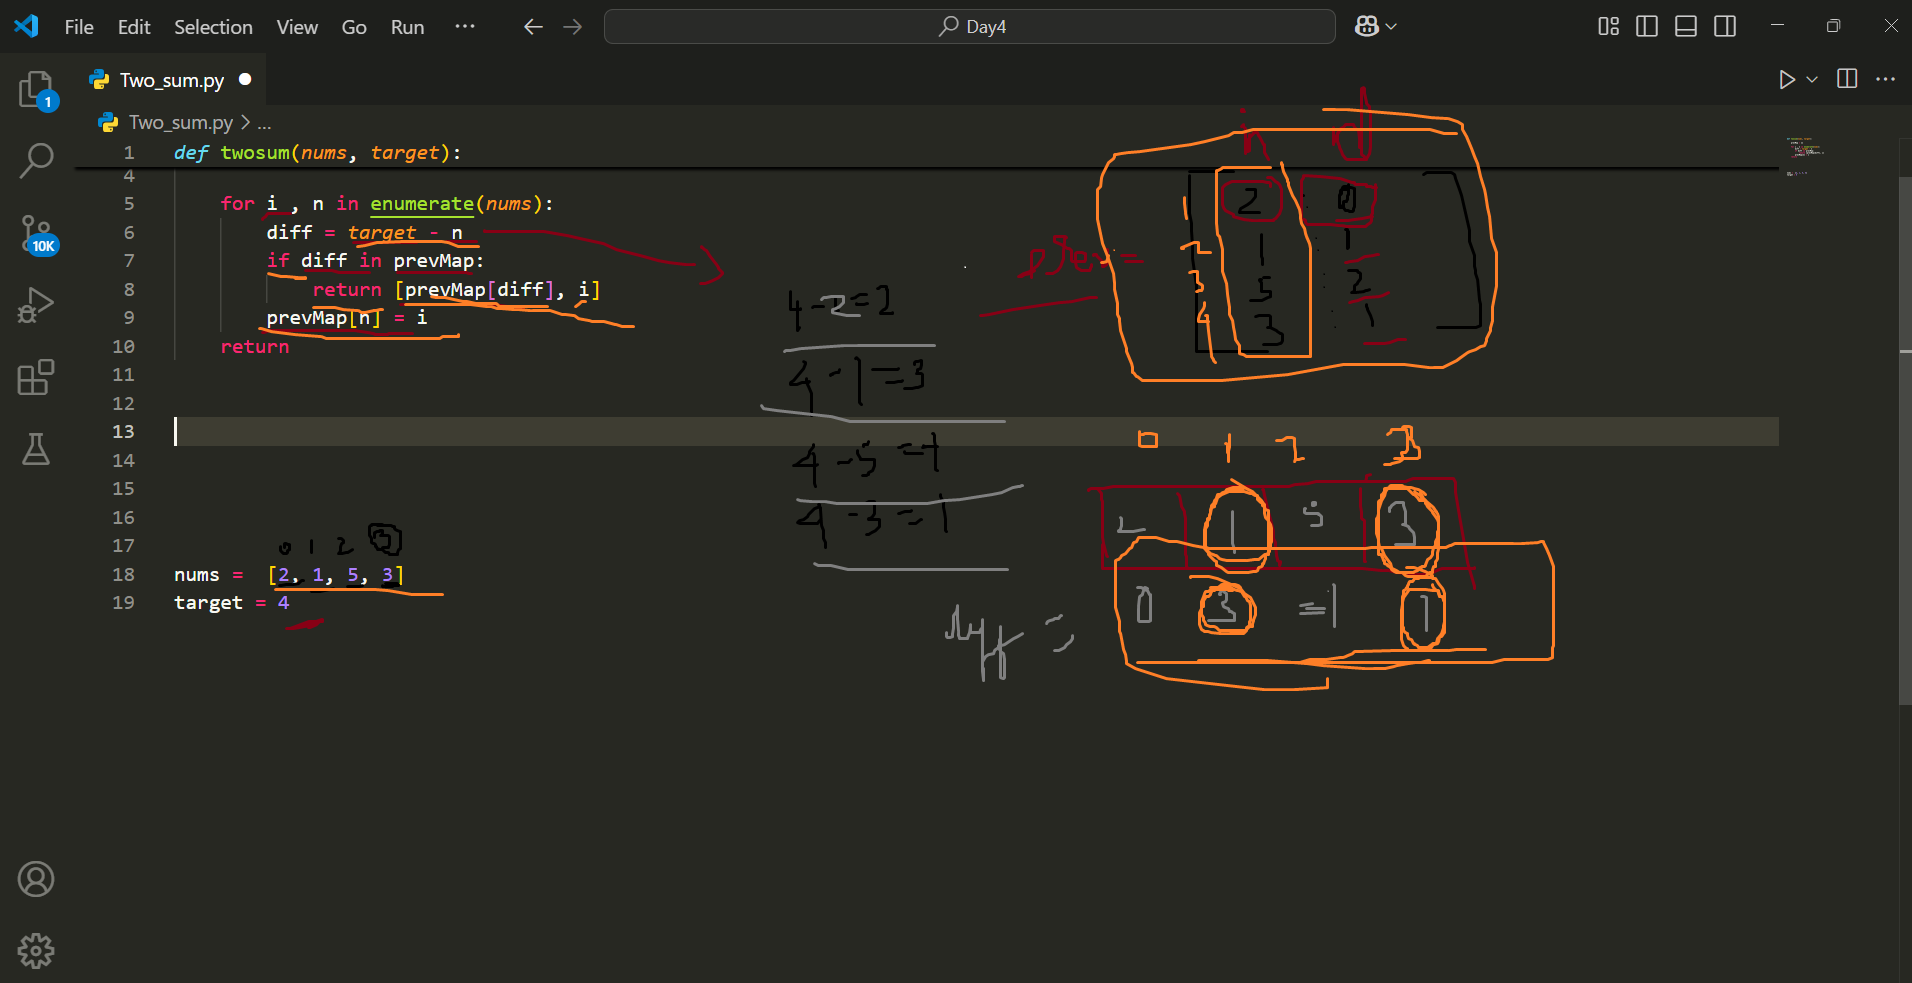 File Edit Selection View Go Run ··· Day4
Two_sum.py
Two_sum.py > ...
1 def twosum(nums, target):
4
5 for i , n in enumerate(nums):
6 diff = target - n
7 if diff in prevMap:
8 return [prevMap[diff], i]
9 prevMap[n] = i
10 return
11
12
13
14
15
16
17
18 nums = [2, 1, 5, 3]
19 target = 4
1
10K
0 1 2 3
4-2=2
4-1=3
4-5=-1
4-3=1
n d
1 2 0
2 1 1
3 5 2
4 3
0 1 2 3
2 1 5 3
0 3 =1 1